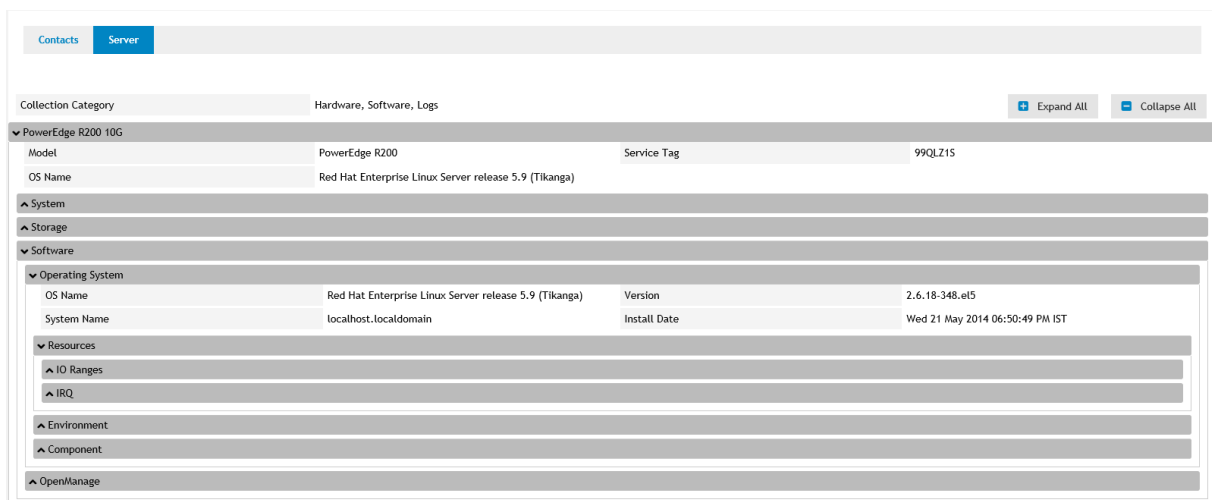 Contacts Server
Collection Category Hardware, Software, Logs Expand All Collapse All
PowerEdge R200 10G
Model PowerEdge R200 Service Tag 99QLZ1S
OS Name Red Hat Enterprise Linux Server release 5.9 (Tikanga)
System
Storage
Software
Operating System
OS Name Red Hat Enterprise Linux Server release 5.9 (Tikanga) Version 2.6.18-348.el5
System Name localhost.localdomain Install Date Wed 21 May 2014 06:50:49 PM IST
Resources
IO Ranges
IRQ
Environment
Component
OpenManage